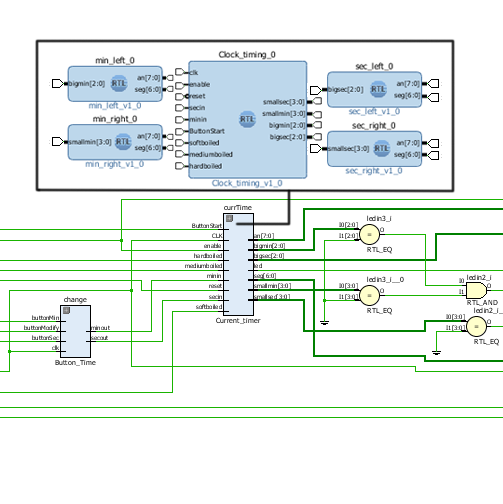 min_left_0
bigmin[2:0]
RTL
an[7:0]
seg[6:0]
min_left_v1_0
min_right_0
smallmin[3:0]
RTL
an[7:0]
seg[6:0]
min_right_v1_0
Clock_timing_0
clk
enable
reset
secin
minin
ButtonStart
softboiled
mediumboiled
hardboiled
RTL
smallsec[3:0]
smallmin[3:0]
bigmin[2:0]
bigsec[2:0]
Clock_timing_v1_0
sec_left_0
bigsec[2:0]
RTL
an[7:0]
seg[6:0]
sec_left_v1_0
sec_right_0
smallsec[3:0]
RTL
an[7:0]
seg[6:0]
sec_right_v1_0
currTime
ButtonStart
CLK
enable
hardboiled
mediumboiled
minin
reset
secin
softboiled
an[7:0]
bigmin[2:0]
bigsec[2:0]
led
seg[6:0]
smallmin[3:0]
smallsec[3:0]
Current_timer
change
buttonMin
buttonModify
buttonSec
clk
minout
secout
Button_Time
ledin3_i
I0[2:0]
I1[2:0]
=
O
RTL_EQ
ledin3_i__0
I0[3:0]
I1[3:0]
=
O
RTL_EQ
ledin2_i
I0
I1
O
RTL_AND
ledin2_i_
I0[3:0]
I1[3:0]
=
O
RTL_EQ